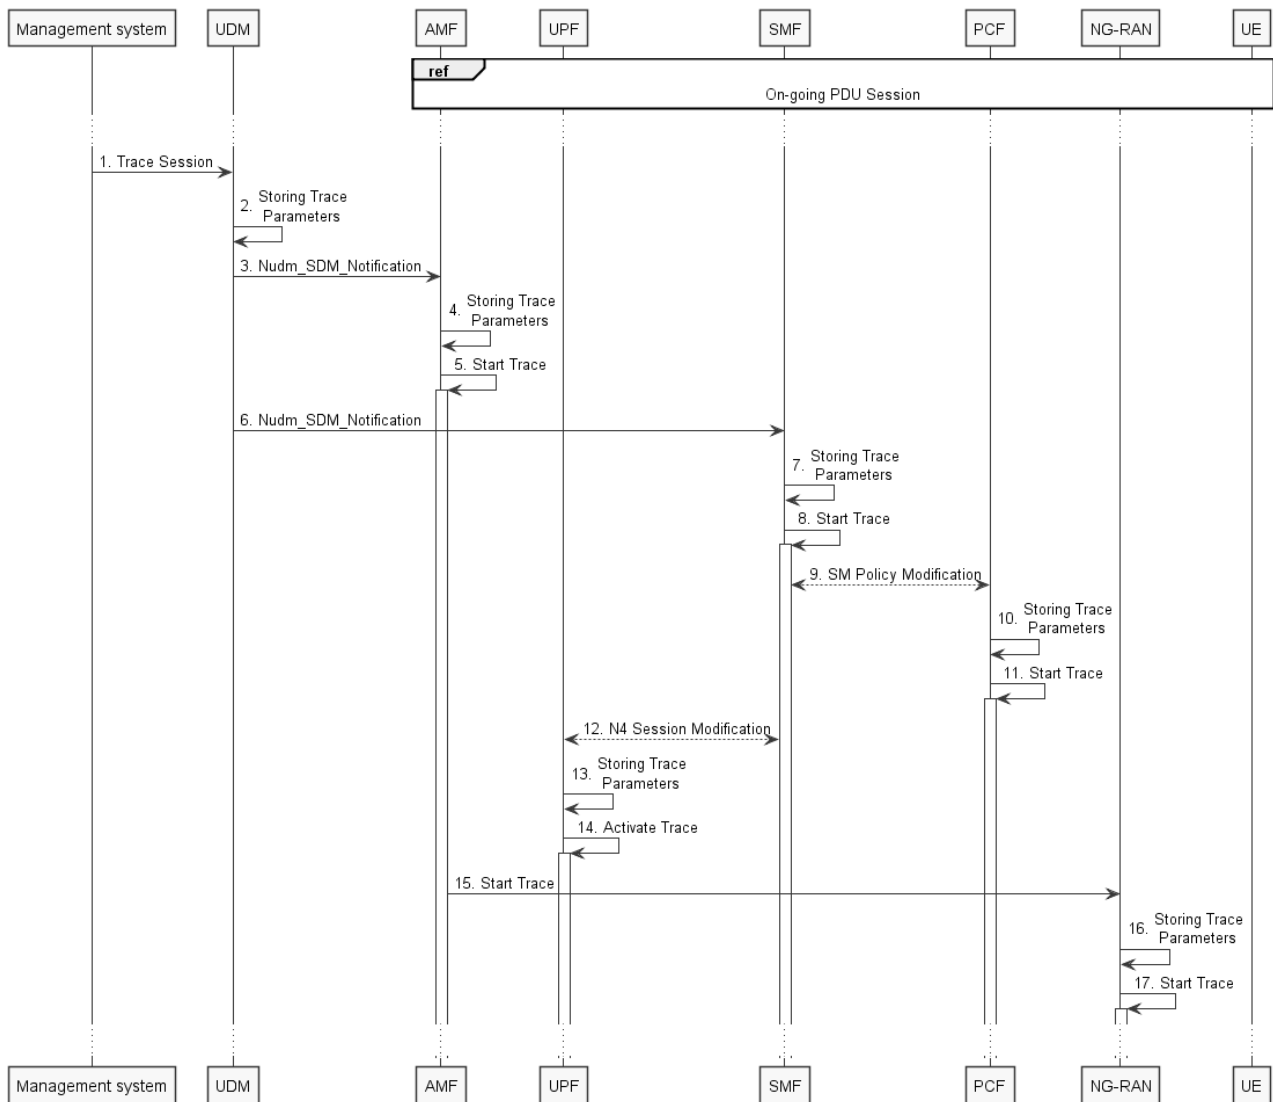 Management system
UDM
AMF
UPF
SMF
PCF
NG-RAN
UE
ref
On-going PDU Session
1. Trace Session
2. Storing Trace
Parameters
3. Nudm_SDM_Notification
4. Storing Trace
Parameters
5. Start Trace
6. Nudm_SDM_Notification
7. Storing Trace
Parameters
8. Start Trace
9. SM Policy Modification
10. Storing Trace
Parameters
11. Start Trace
12. N4 Session Modification
13. Storing Trace
Parameters
14. Activate Trace
15. Start Trace
16. Storing Trace
Parameters
17. Start Trace
Management system
UDM
AMF
UPF
SMF
PCF
NG-RAN
UE